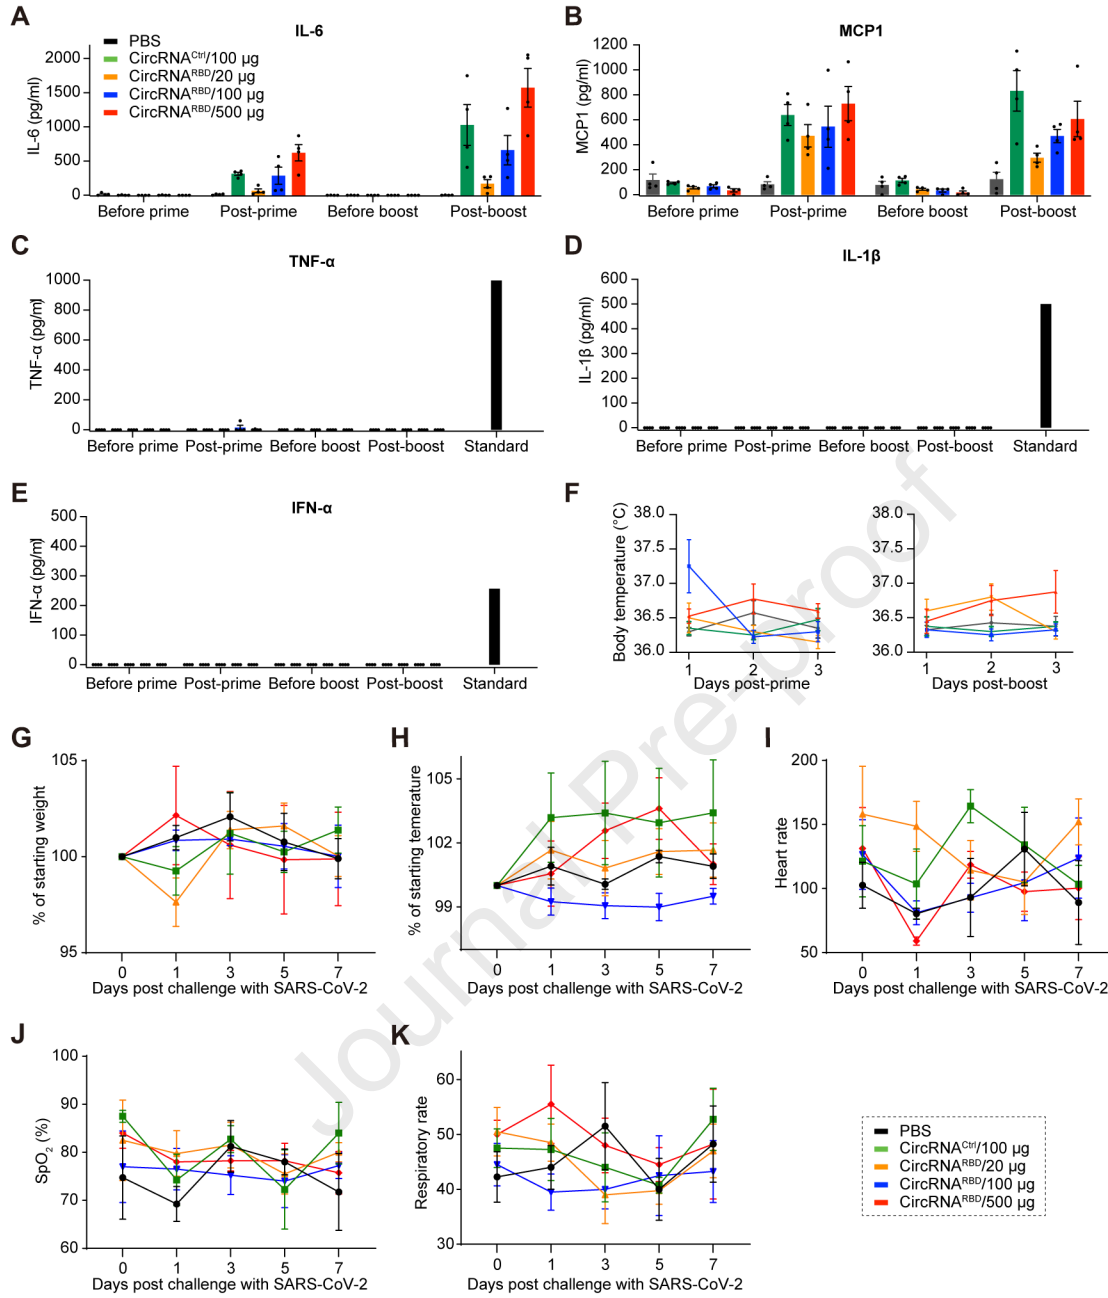 A
IL-6
PBS
CircRNACtrl/100 µg
CircRNARBD/20 µg
CircRNARBD/100 µg
CircRNARBD/500 µg
IL-6 (pg/ml)
2000
1500
1000
500
0
Before prime Post-prime Before boost Post-boost
B
MCP1
MCP1 (pg/ml)
1200
1000
800
600
400
200
0
Before prime Post-prime Before boost Post-boost
C
TNF-α
TNF-α (pg/ml)
1000
800
600
400
200
0
Before prime Post-prime Before boost Post-boost Standard
D
IL-1β
IL-1β (pg/ml)
600
500
400
300
200
100
0
Before prime Post-prime Before boost Post-boost Standard
E
IFN-α
IFN-α (pg/ml)
500
400
300
200
100
0
Before prime Post-prime Before boost Post-boost Standard
F
Body temperature (°C)
38.0
37.5
37.0
36.5
36.0
1 2 3
Days post-prime
38.0
37.5
37.0
36.5
36.0
1 2 3
Days post-boost
G
% of starting weight
105
100
95
0 1 3 5 7
Days post challenge with SARS-CoV-2
H
% of starting temerature
105
102
99
0 1 3 5 7
Days post challenge with SARS-CoV-2
I
Heart rate
200
150
100
50
0 1 3 5 7
Days post challenge with SARS-CoV-2
J
SpO2 (%)
100
90
80
70
60
0 1 3 5 7
Days post challenge with SARS-CoV-2
K
Respiratory rate
60
50
40
30
0 1 3 5 7
Days post challenge with SARS-CoV-2
PBS
CircRNACtrl/100 µg
CircRNARBD/20 µg
CircRNARBD/100 µg
CircRNARBD/500 µg
Journal Pre-proof